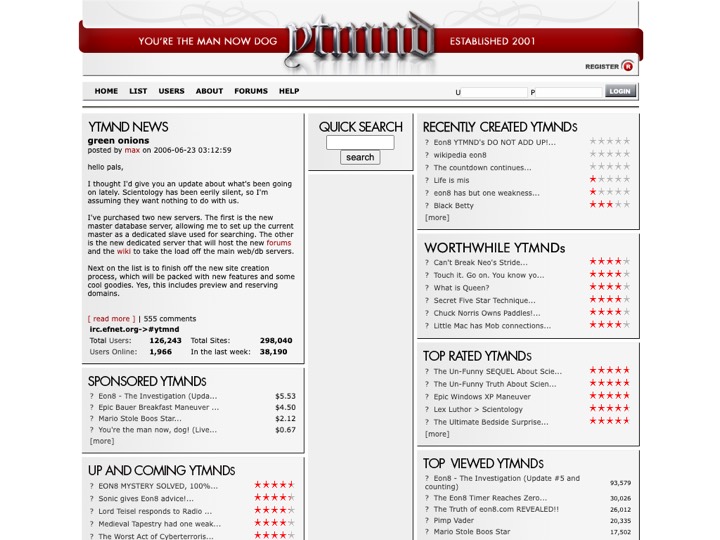 YOU'RE THE MAN NOW DOG
ytmnd
ESTABLISHED 2001
REGISTER
HOME LIST USERS ABOUT FORUMS HELP
U
P
LOGIN
YTMND NEWS
green onions
posted by max on 2006-06-23 03:12:59
hello pals,
I thought I'd give you an update about what's been going
on lately. Scientology has been eerily silent, so I'm
assuming they want nothing to do with us.
I've purchased two new servers. The first is the new
master database server, allowing me to set up the current
master as a dedicated slave used for searching. The other
is the new dedicated server that will host the new forums
and the wiki to take the load off the main web/db servers.
Next on the list is to finish off the new site creation
process, which will be packed with new features and some
cool goodies. Yes, this includes preview and reserving
domains.
[ read more ] | 555 comments
irc.efnet.org->#ytmnd
Total Users: 126,243 Total Sites: 298,040
Users Online: 1,966 In the last week: 38,190
SPONSORED YTMNDs
? Eon8 - The Investigation (Upda... $5.53
? Epic Bauer Breakfast Maneuver ... $4.50
? Mario Stole Boos Star... $2.12
? You're the man now, dog! (Live... $0.67
[more]
UP AND COMING YTMNDs
? EON8 MYSTERY SOLVED, 100%...
? Sonic gives Eon8 advice!...
? Lord Teisel responds to Radio ...
? Medieval Tapestry had one weak...
? The Worst Act of Cyberterroris...
QUICK SEARCH
search
RECENTLY CREATED YTMNDs
? Eon8 YTMND's DO NOT ADD UP!...
? wikipedia eon8
? The countdown continues...
? Life is mis
? eon8 has but one weakness...
? Black Betty
[more]
WORTHWHILE YTMNDs
? Can't Break Neo's Stride...
? Touch it. Go on. You know yo...
? What is Queen?
? Secret Five Star Technique...
? Chuck Norris Owns Paddles!...
? Little Mac has Mob connections...
TOP RATED YTMNDs
? The Un-Funny SEQUEL About Scie...
? The Un-Funny Truth About Scien...
? Epic Windows XP Maneuver
? Lex Luthor > Scientology
? The Ultimate Bedside Surprise...
[more]
TOP VIEWED YTMNDs
? Eon8 - The Investigation (Update #5 and
counting) 93,579
? The Eon8 Timer Reaches Zero... 30,026
? The Truth of eon8.com REVEALED!! 26,012
? Pimp Vader 20,335
? Mario Stole Boos Star 17,502